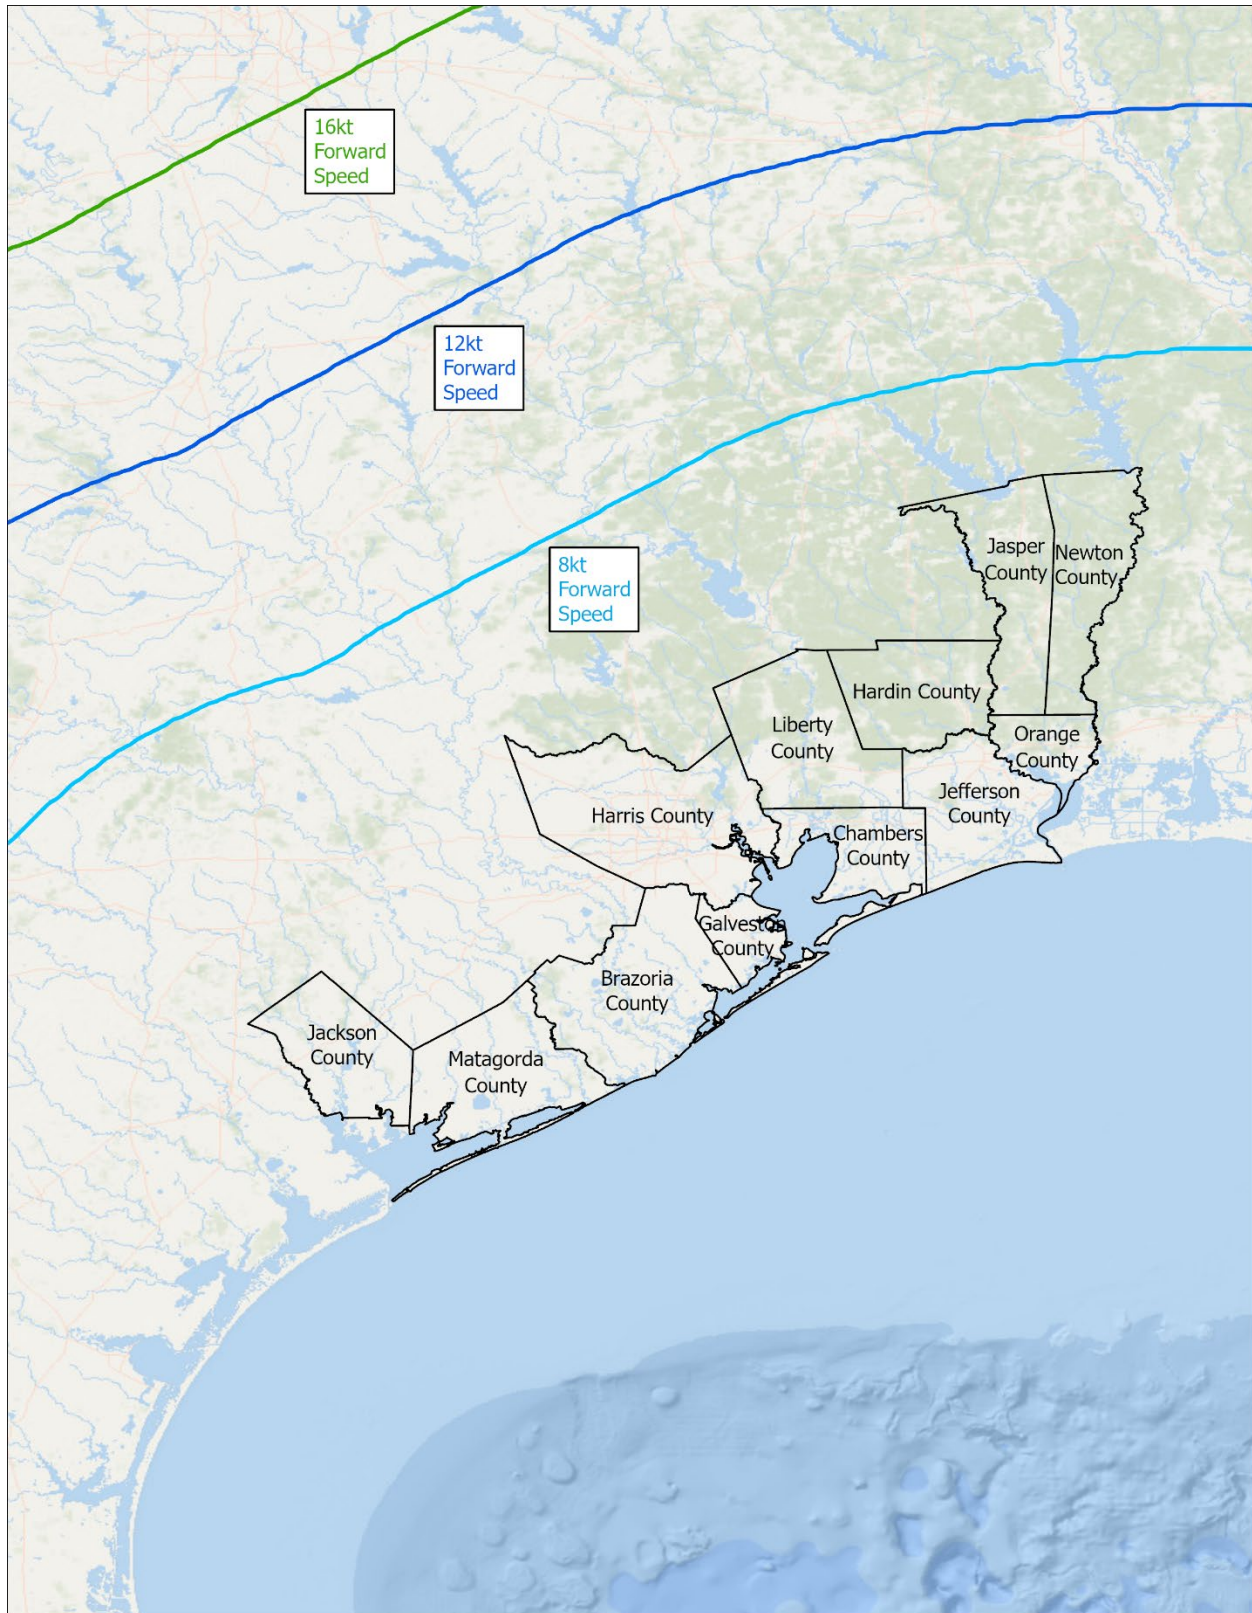 16kt
Forward
Speed
12kt
Forward
Speed
8kt
Forward
Speed
Jasper
County
Newton
County
Hardin County
Liberty
County
Orange
County
Jefferson
County
Harris County
Chambers
County
Galveston
County
Brazoria
County
Jackson
County
Matagorda
County